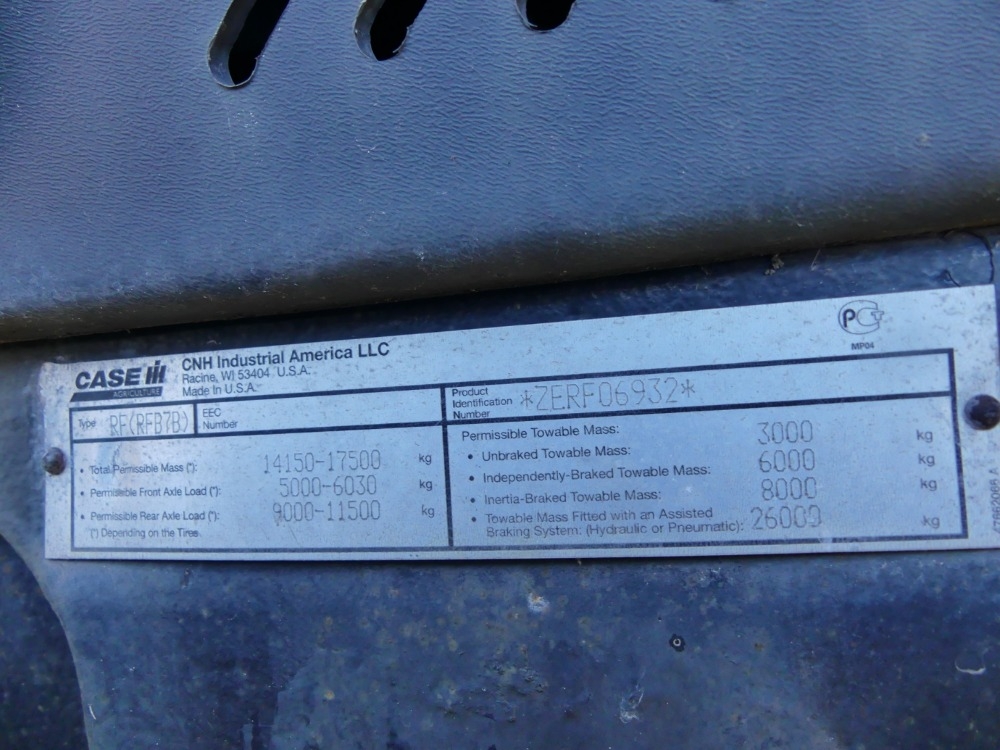 CASE IH
AGRICULTURE
CNH Industrial America LLC
Racine, WI 53404 U.S.A.
Made in U.S.A.
PCT
MP04
Type RF(RFB7B)
EEC Number
Product Identification Number *ZERF06932*
• Total Permissible Mass (*): 14150-17500 kg
• Permissible Front Axle Load (*): 5000-6030 kg
• Permissible Rear Axle Load (*): 9000-11500 kg
(*) Depending on the Tires
Permissible Towable Mass:
• Unbraked Towable Mass: 3000 kg
• Independently-Braked Towable Mass: 6000 kg
• Inertia-Braked Towable Mass: 8000 kg
• Towable Mass Fitted with an Assisted
Braking System: (Hydraulic or Pneumatic): 26000 kg